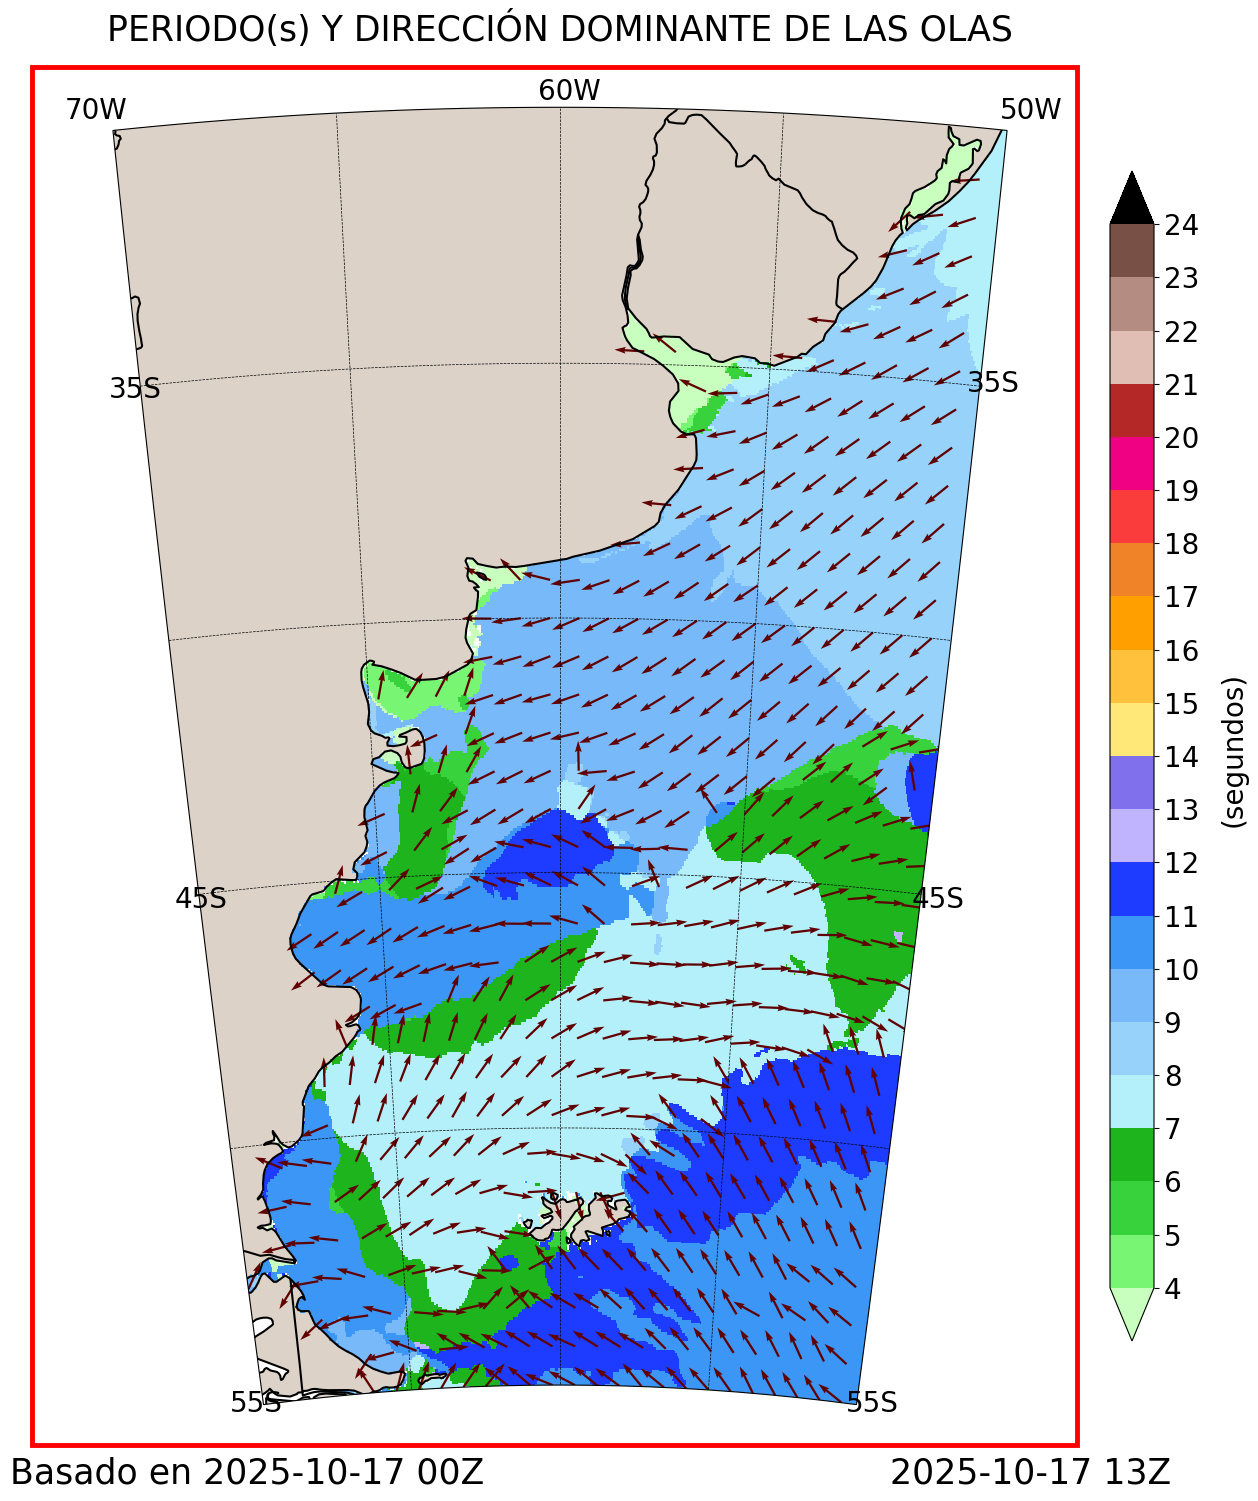 PERIODO(s) Y DIRECCIÓN DOMINANTE DE LAS OLAS
70W
60W
50W
35S
35S
45S
45S
55S
55S
24
23
22
21
20
19
18
17
16
15
14
13
12
11
10
9
8
7
6
5
4
(segundos)
Basado en 2025-10-17 00Z
2025-10-17 13Z